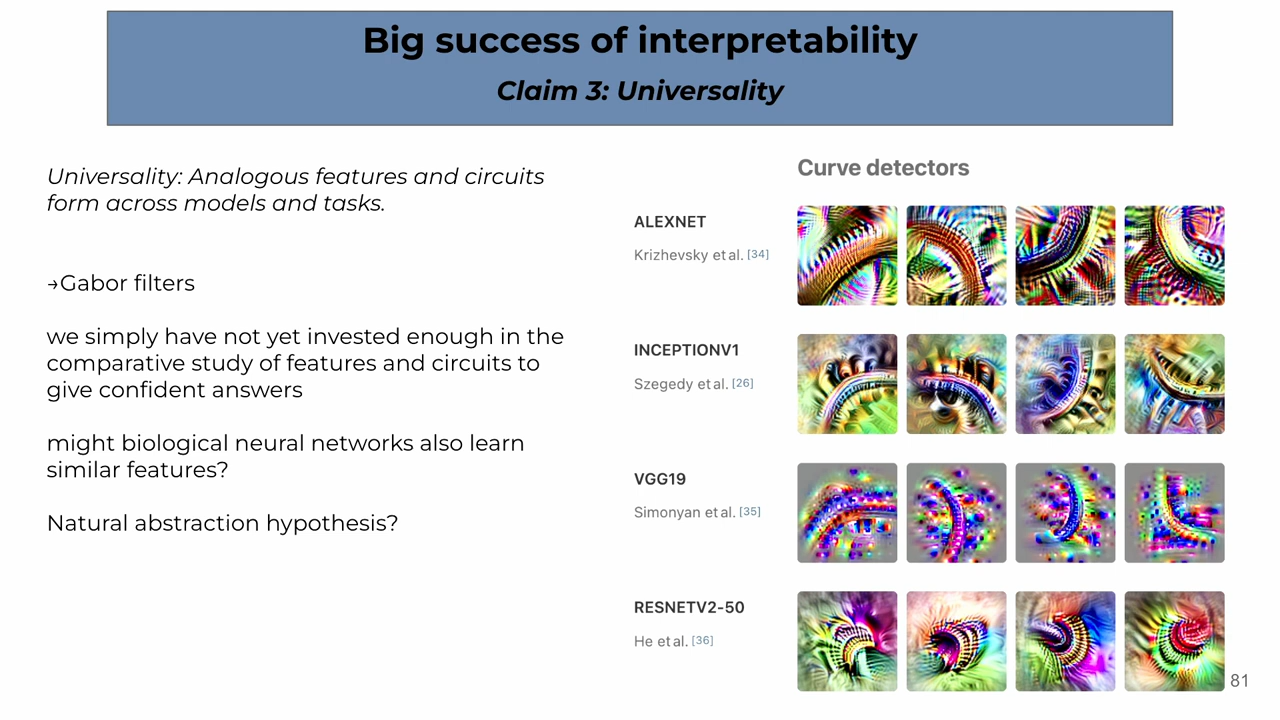 Big success of interpretability
Claim 3: Universality
Universality: Analogous features and circuits
form across models and tasks.
→Gabor filters
we simply have not yet invested enough in the
comparative study of features and circuits to
give confident answers
might biological neural networks also learn
similar features?
Natural abstraction hypothesis?
Curve detectors
ALEXNET
Krizhevsky et al. [34]
INCEPTIONV1
Szegedy et al. [26]
VGG19
Simonyan et al. [35]
RESNETV2-50
He et al. [36]
81